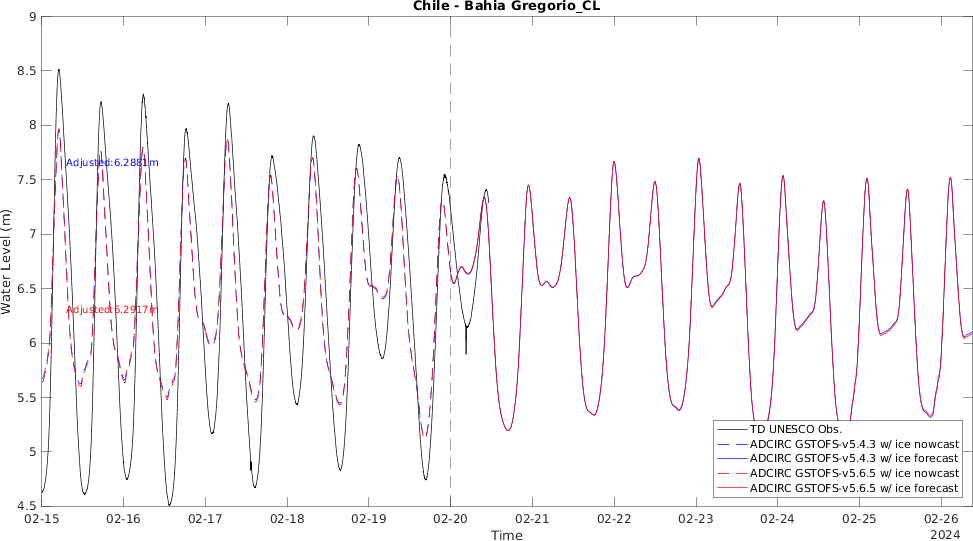 Chile - Bahia Gregorio_CL
9
8.5
8
7.5
7
6.5
6
5.5
5
4.5
Water Level (m)
Adjusted:6.2881m
Adjusted:6.2917m
TD UNESCO Obs.
ADCIRC GSTOFS-v5.4.3 w/ ice nowcast
ADCIRC GSTOFS-v5.4.3 w/ ice forecast
ADCIRC GSTOFS-v5.6.5 w/ ice nowcast
ADCIRC GSTOFS-v5.6.5 w/ ice forecast
02-15 02-16 02-17 02-18 02-19 02-20 02-21 02-22 02-23 02-24 02-25 02-26
Time
2024